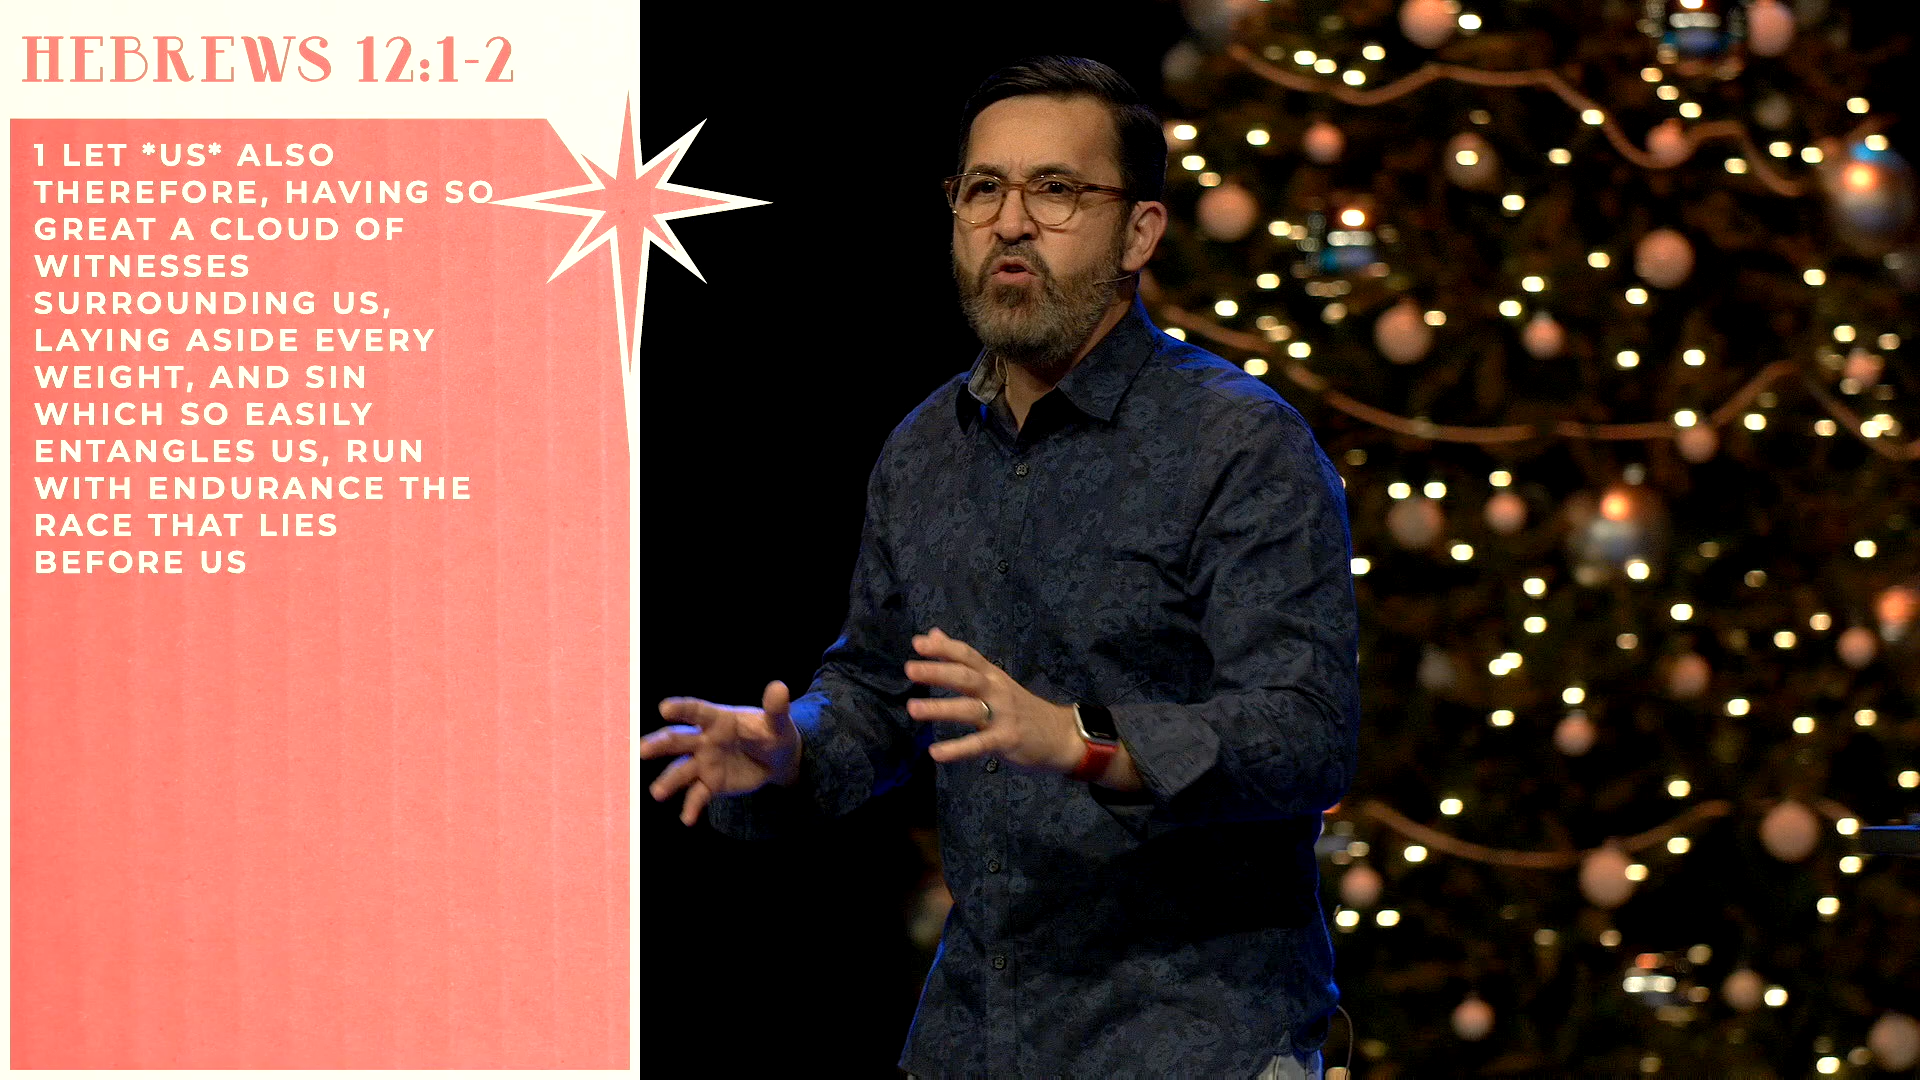 HEBREWS 12:1-2
1 LET *US* ALSO
THEREFORE, HAVING SO
GREAT A CLOUD OF
WITNESSES
SURROUNDING US,
LAYING ASIDE EVERY
WEIGHT, AND SIN
WHICH SO EASILY
ENTANGLES US, RUN
WITH ENDURANCE THE
RACE THAT LIES
BEFORE US